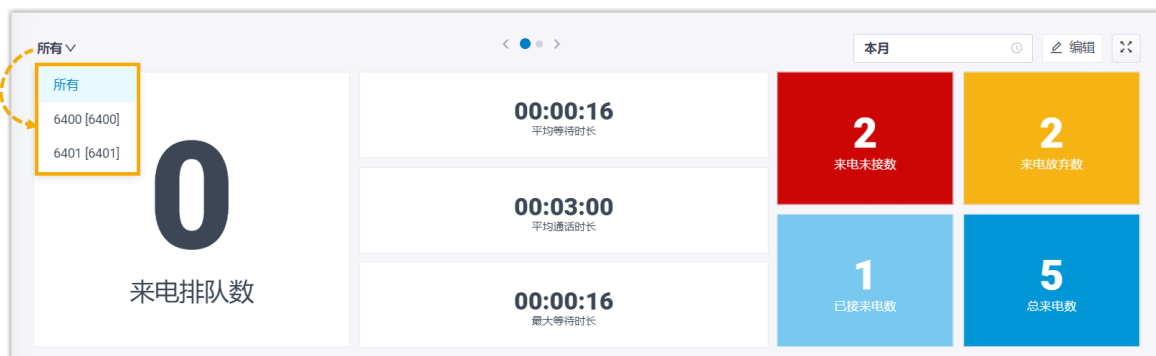 所有
本月
编辑
所有
6400 [6400]
6401 [6401]
0
来电排队数
00:00:16
平均等待时长
00:03:00
平均通话时长
00:00:16
最大等待时长
2
来电未接数
2
来电放弃数
1
已接来电数
5
总来电数